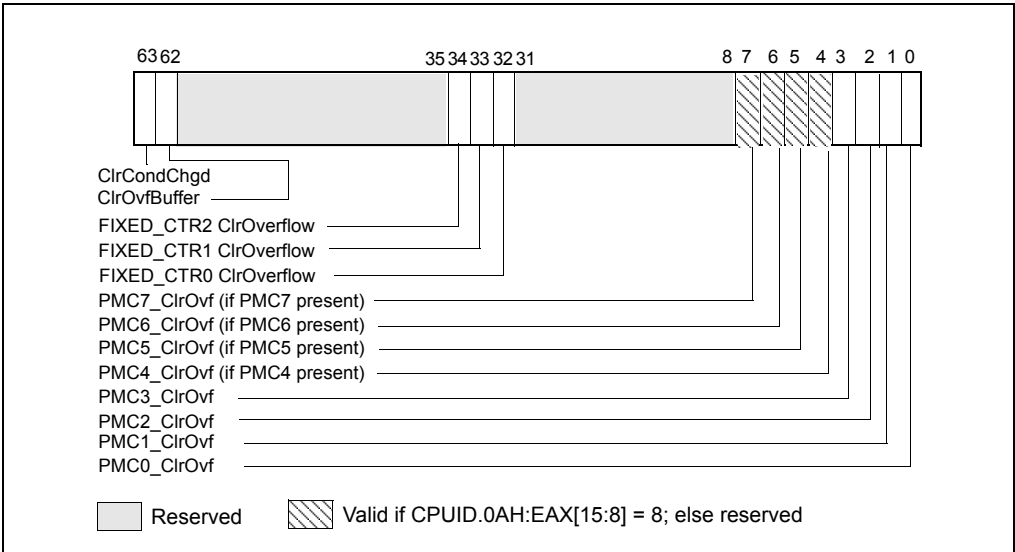 63 62 35 34 33 32 31 8 7 6 5 4 3 2 1 0
ClrCondChgd
ClrOvfBuffer
FIXED_CTR2 ClrOverflow
FIXED_CTR1 ClrOverflow
FIXED_CTR0 ClrOverflow
PMC7_ClrOvf (if PMC7 present)
PMC6_ClrOvf (if PMC6 present)
PMC5_ClrOvf (if PMC5 present)
PMC4_ClrOvf (if PMC4 present)
PMC3_ClrOvf
PMC2_ClrOvf
PMC1_ClrOvf
PMC0_ClrOvf
Reserved Valid if CPUID.0AH:EAX[15:8] = 8; else reserved